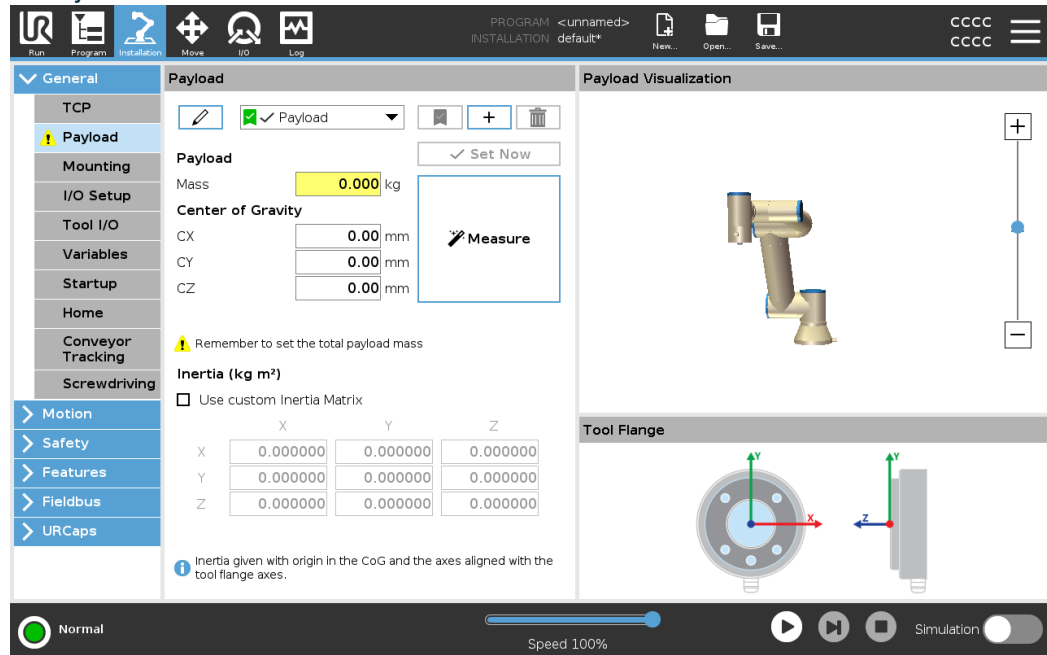 PROGRAM <unnamed>
INSTALLATION default*
CCCC
CCCC
Run
Program
Installation
Move
I/O
Log
New...
Open...
Save...
General
TCP
Payload
Mounting
I/O Setup
Tool I/O
Variables
Startup
Home
Conveyor
Tracking
Screwdriving
Motion
Safety
Features
Fieldbus
URCaps
Payload
Payload
+
Payload
Set Now
Mass 0.000 kg
Center of Gravity
CX 0.00 mm
CY 0.00 mm
CZ 0.00 mm
Measure
Remember to set the total payload mass
Inertia (kg m²)
Use custom Inertia Matrix
X Y Z
X 0.000000 0.000000 0.000000
Y 0.000000 0.000000 0.000000
Z 0.000000 0.000000 0.000000
Inertia given with origin in the CoG and the axes aligned with the
tool flange axes.
Payload Visualization
+
−
Tool Flange
Y
X
Y
Z
Normal
Speed 100%
Simulation